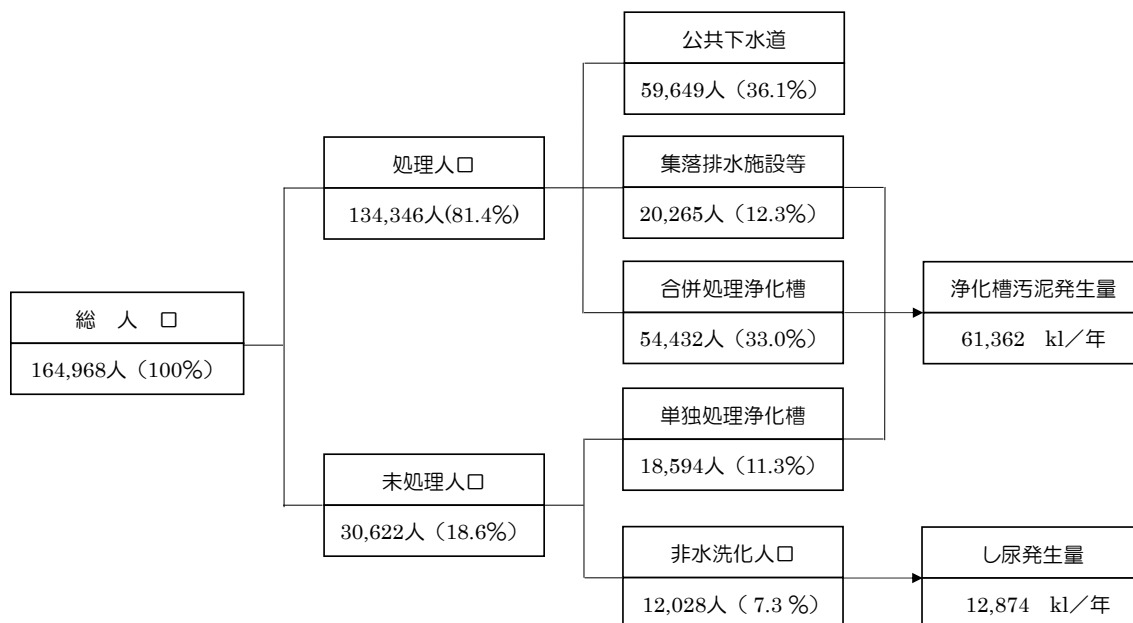 公共下水道
59,649人（36.1％）
処理人口
134,346人(81.4％)
集落排水施設等
20,265人（12.3％）
合併処理浄化槽
54,432人（33.0％）
浄化槽汚泥発生量
61,362　kl／年
総　人　口
164,968人（100％）
単独処理浄化槽
18,594人（11.3％）
未処理人口
30,622人（18.6％）
非水洗化人口
12,028人（ 7.3 ％）
し尿発生量
12,874　kl／年